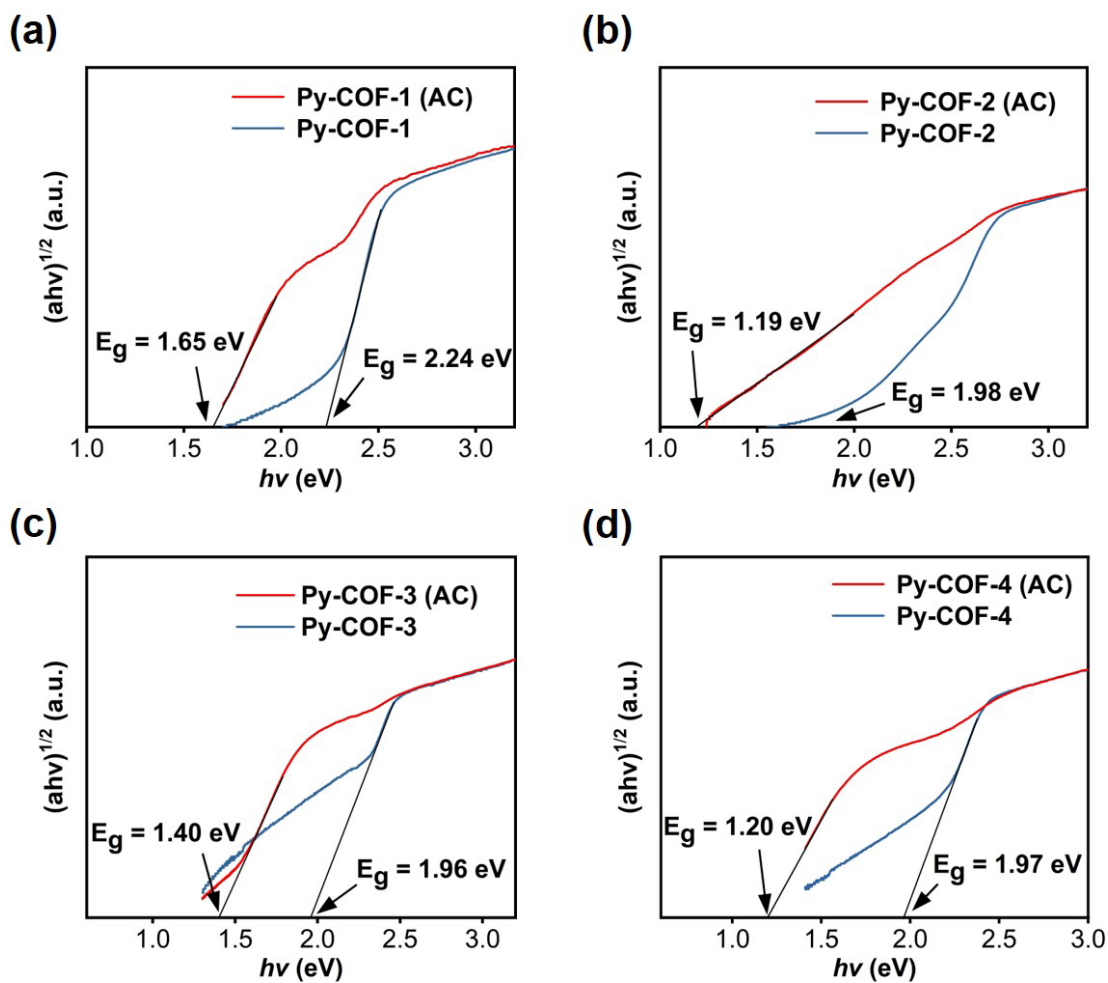 (a)
Py-COF-1 (AC)
Py-COF-1
(ahv)1/2 (a.u.)
Eg = 1.65 eV
Eg = 2.24 eV
1.0 1.5 2.0 2.5 3.0
hv (eV)
(b)
Py-COF-2 (AC)
Py-COF-2
(ahv)1/2 (a.u.)
Eg = 1.19 eV
Eg = 1.98 eV
1.0 1.5 2.0 2.5 3.0
hv (eV)
(c)
Py-COF-3 (AC)
Py-COF-3
(ahv)1/2 (a.u.)
Eg = 1.40 eV
Eg = 1.96 eV
1.0 1.5 2.0 2.5 3.0
hv (eV)
(d)
Py-COF-4 (AC)
Py-COF-4
(ahv)1/2 (a.u.)
Eg = 1.20 eV
Eg = 1.97 eV
1.0 1.5 2.0 2.5 3.0
hv (eV)